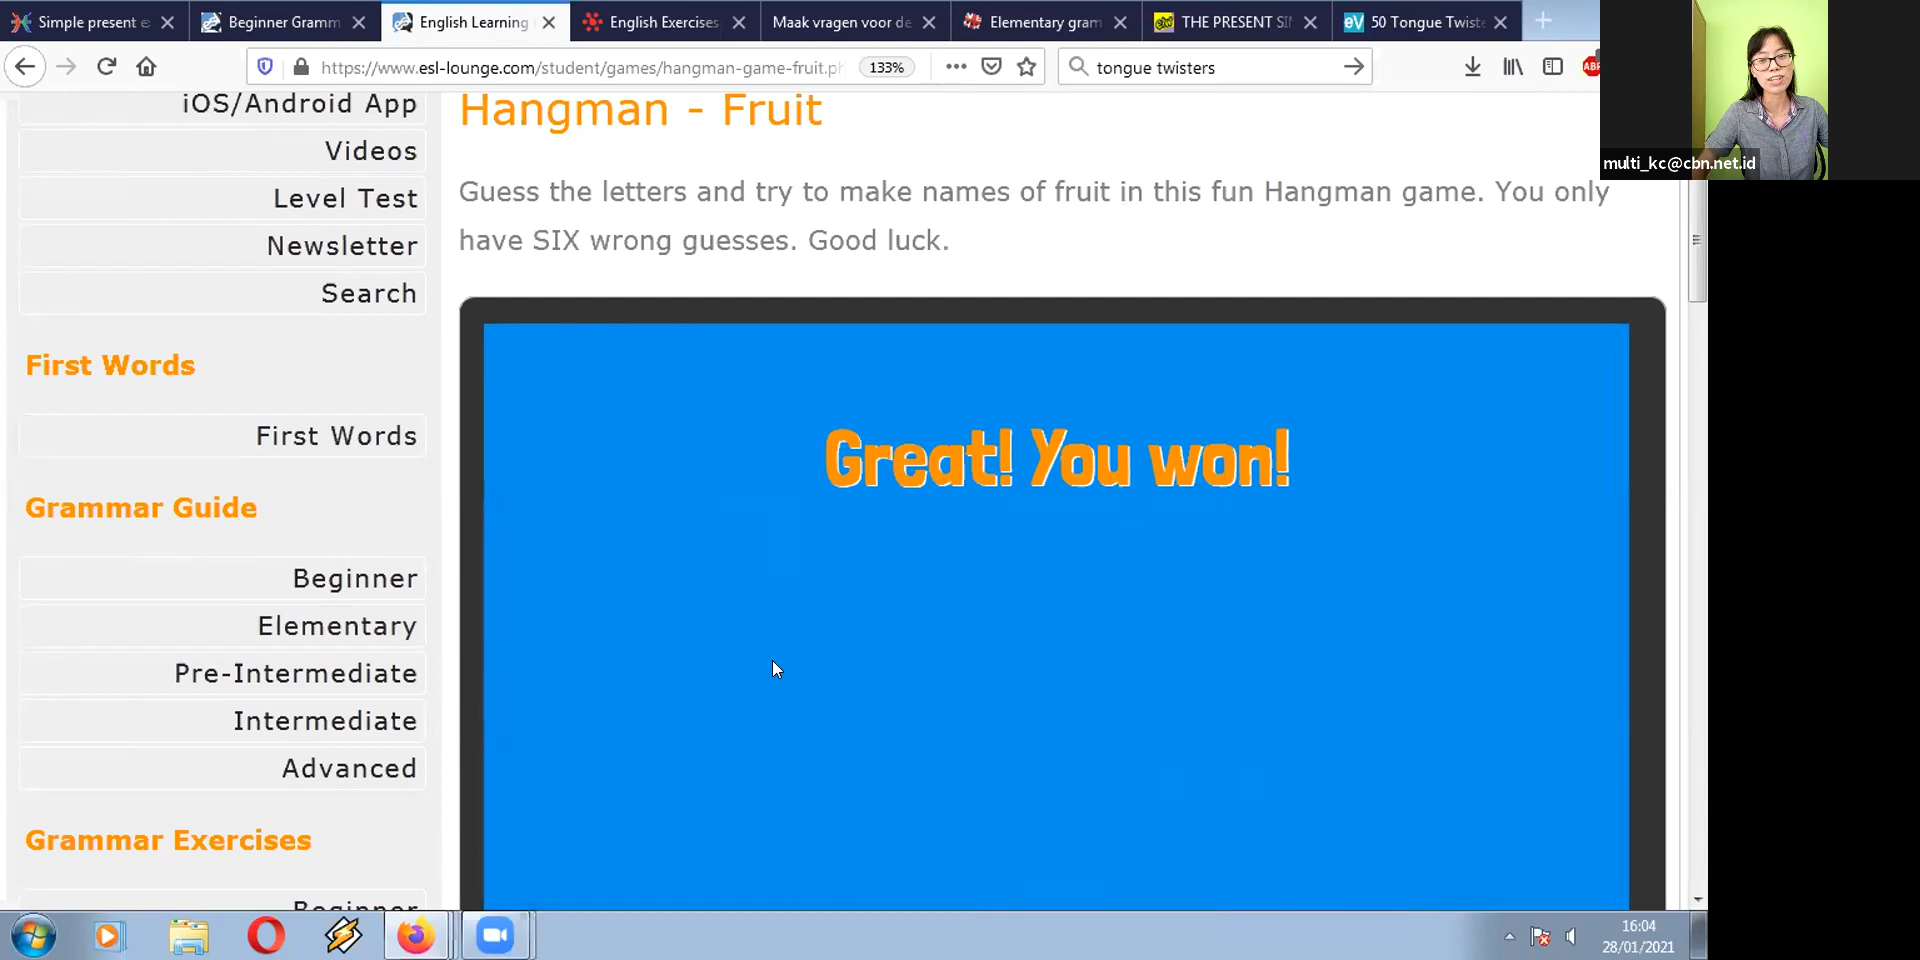 Simple present e
Beginner Gramm
English Learning
English Exercises
Maak vragen voor de
Elementary gram
THE PRESENT SI
50 Tongue Twiste
https://www.esl-lounge.com/student/games/hangman-game-fruit.ph
133%
tongue twisters
ABP
multi_kc@cbn.net.id
iOS/Android App
Videos
Level Test
Newsletter
Search
First Words
First Words
Grammar Guide
Beginner
Elementary
Pre-Intermediate
Intermediate
Advanced
Grammar Exercises
Beginner
Hangman - Fruit
Guess the letters and try to make names of fruit in this fun Hangman game. You only
have SIX wrong guesses. Good luck.
Great! You won!
16:04
28/01/2021